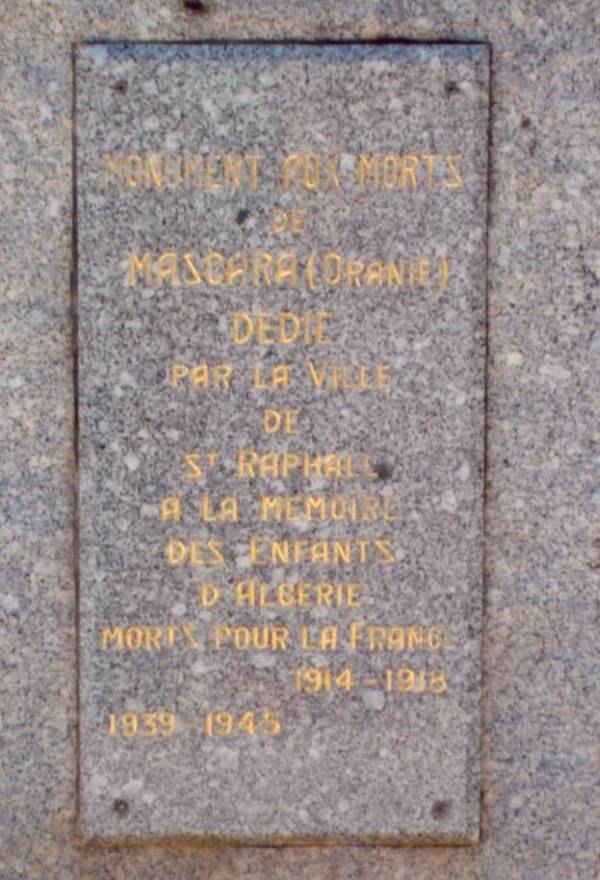 MONUMENT AUX MORTS
DE
MASCARA (ORANIE)
DEDIE
PAR LA VILLE
DE
ST RAPHAEL
A LA MEMOIRE
DES ENFANTS
D ALGERIE
MORTS POUR LA FRANCE
1914-1918
1939-1945